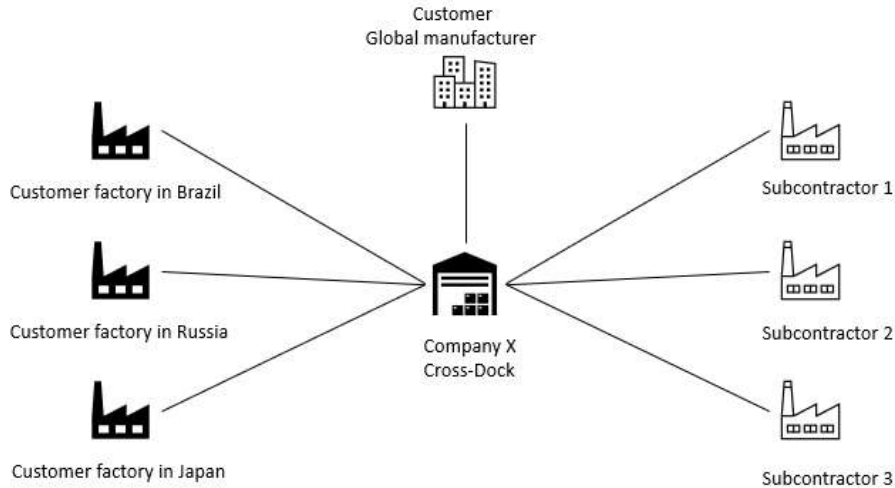 Customer
Global manufacturer
Customer factory in Brazil
Subcontractor 1
Customer factory in Russia
Subcontractor 2
Company X
Cross-Dock
Customer factory in Japan
Subcontractor 3